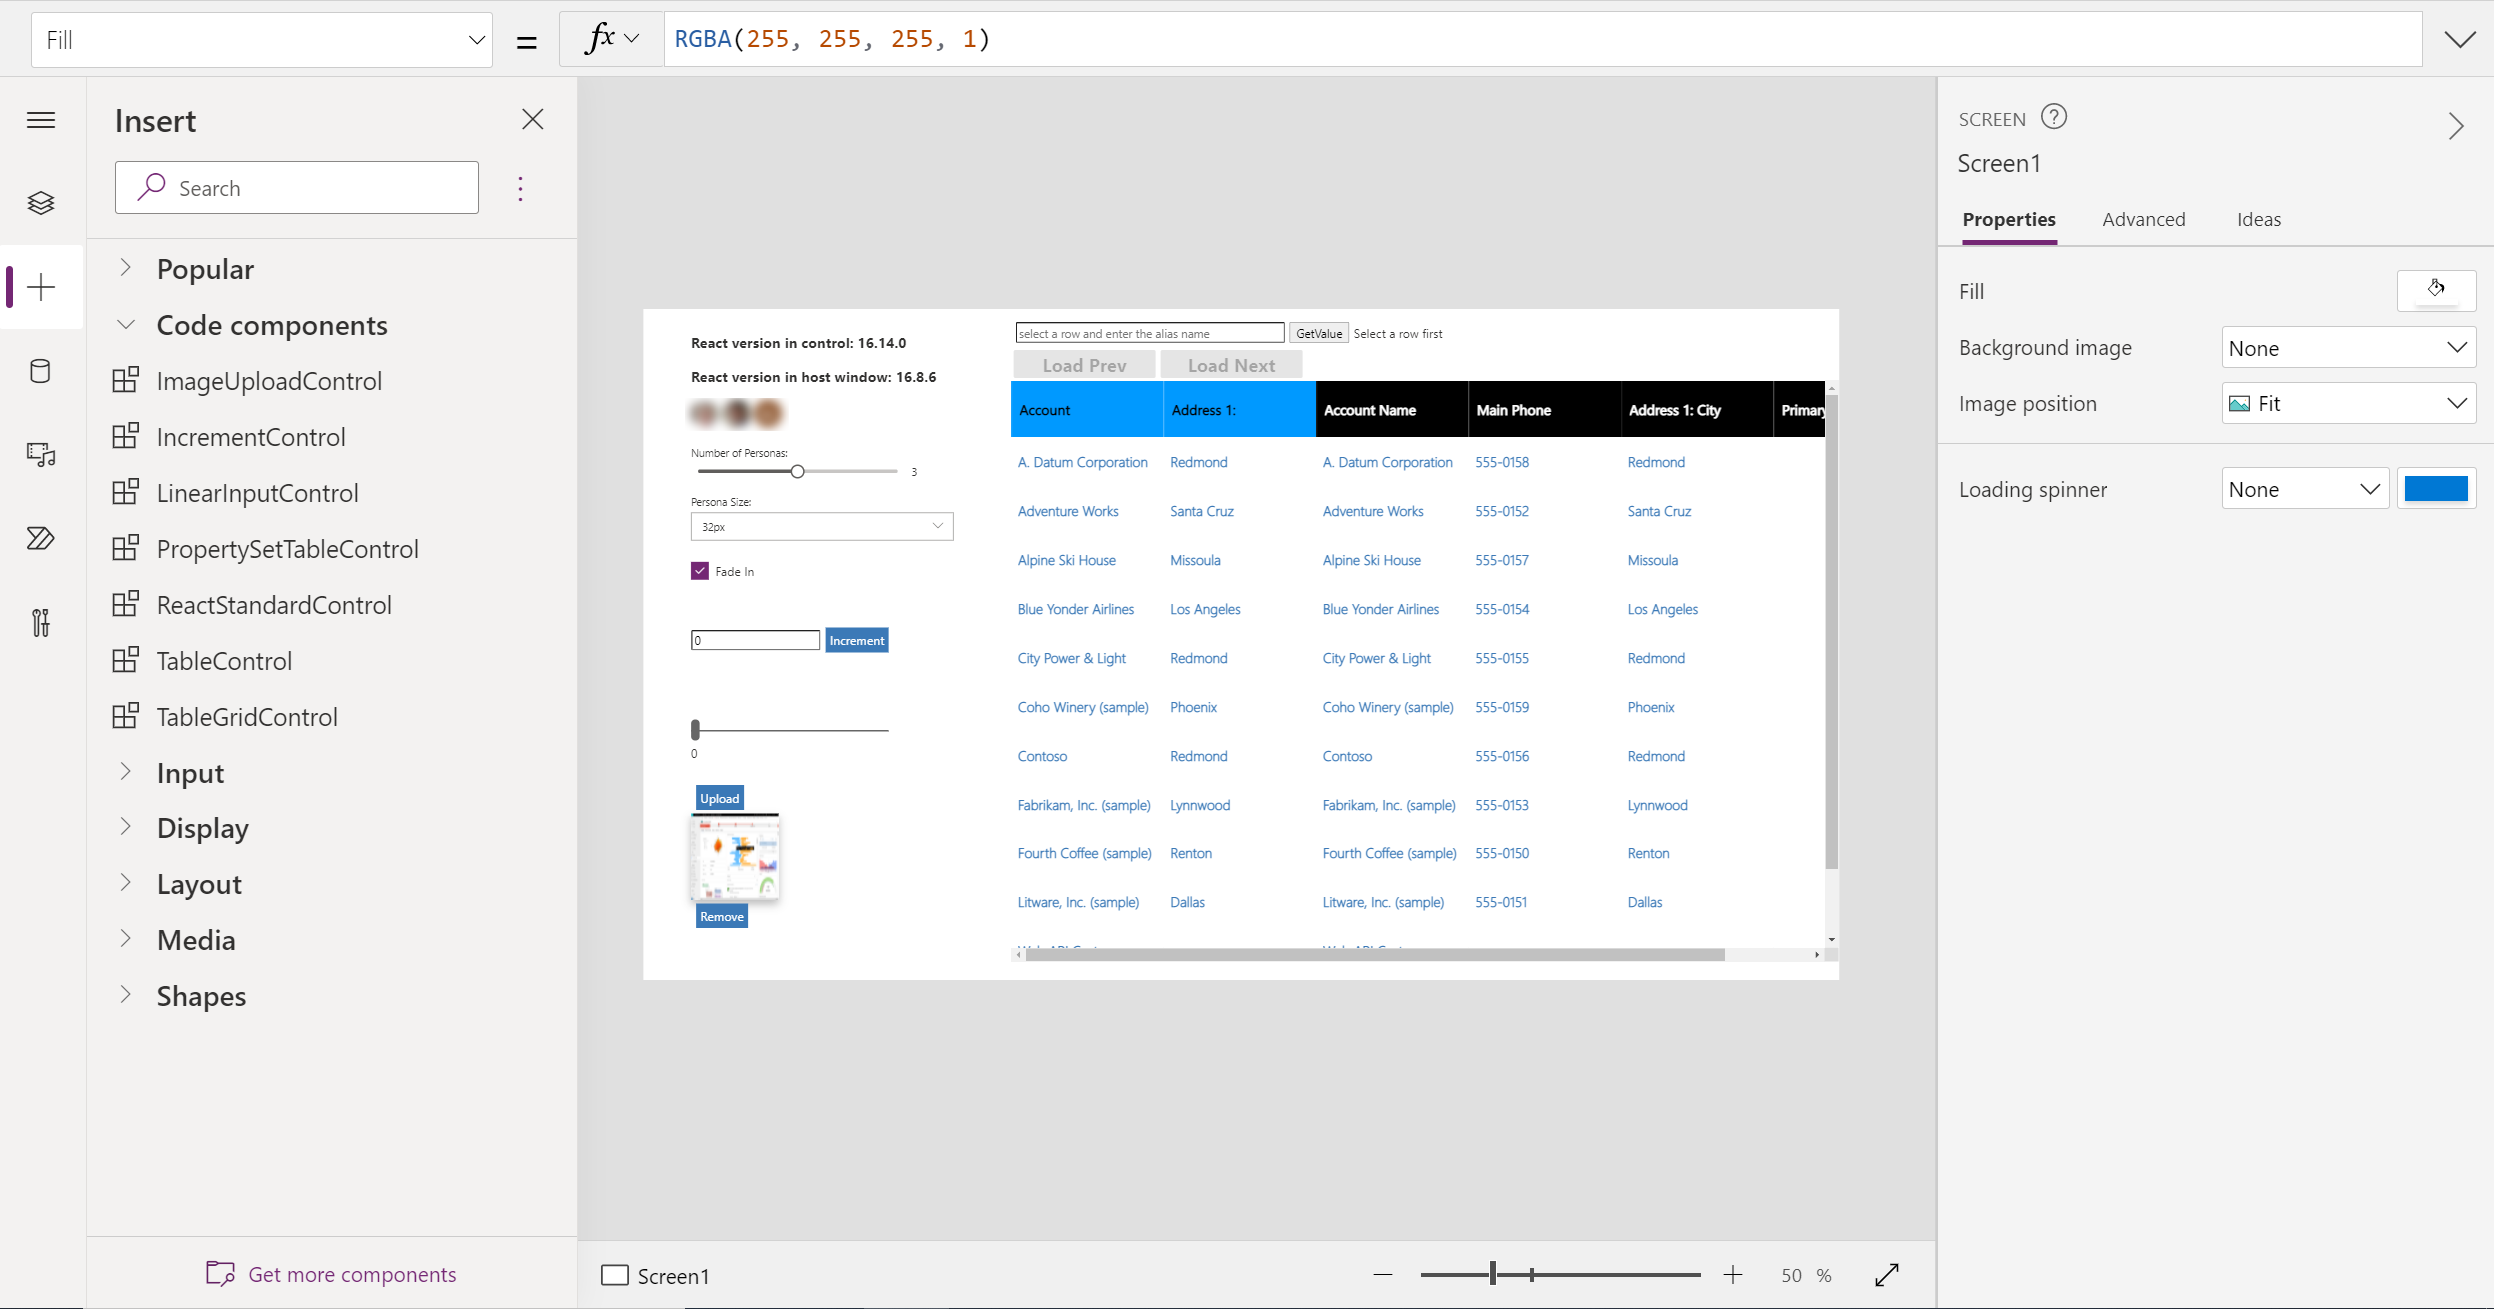 Fill
=
fx
RGBA(255, 255, 255, 1)
Insert
Search
Popular
Code components
ImageUploadControl
IncrementControl
LinearInputControl
PropertySetTableControl
ReactStandardControl
TableControl
TableGridControl
Input
Display
Layout
Media
Shapes
Get more components
React version in control: 16.14.0
React version in host window: 16.8.6
Number of Personas:
3
Persona Size:
32px
Fade In
0
Increment
0
Upload
Remove
select a row and enter the alias name GetValue Select a row first
Load Prev Load Next
Account Address 1: Account Name Main Phone Address 1: City Primary
A. Datum Corporation Redmond A. Datum Corporation 555-0158 Redmond
Adventure Works Santa Cruz Adventure Works 555-0152 Santa Cruz
Alpine Ski House Missoula Alpine Ski House 555-0157 Missoula
Blue Yonder Airlines Los Angeles Blue Yonder Airlines 555-0154 Los Angeles
City Power & Light Redmond City Power & Light 555-0155 Redmond
Coho Winery (sample) Phoenix Coho Winery (sample) 555-0159 Phoenix
Contoso Redmond Contoso 555-0156 Redmond
Fabrikam, Inc. (sample) Lynnwood Fabrikam, Inc. (sample) 555-0153 Lynnwood
Fourth Coffee (sample) Renton Fourth Coffee (sample) 555-0150 Renton
Litware, Inc. (sample) Dallas Litware, Inc. (sample) 555-0151 Dallas
Screen1
50 %
SCREEN
Screen1
Properties Advanced Ideas
Fill
Background image None
Image position Fit
Loading spinner None